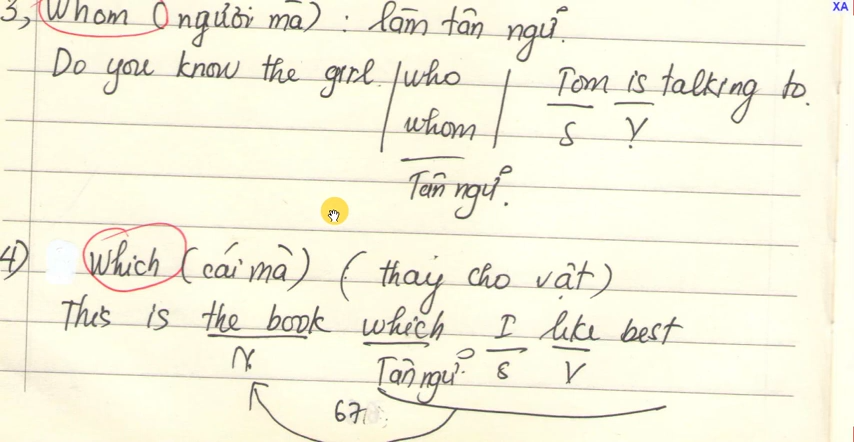 XA
3, Whom (người mà) : làm tân ngữ.
Do you know the girl | who | Tom is talking to.
whom S V
Tân ngữ.
4) Which (cái mà) (thay cho vật)
This is the book which I like best
N. Tân ngữ. S V
67